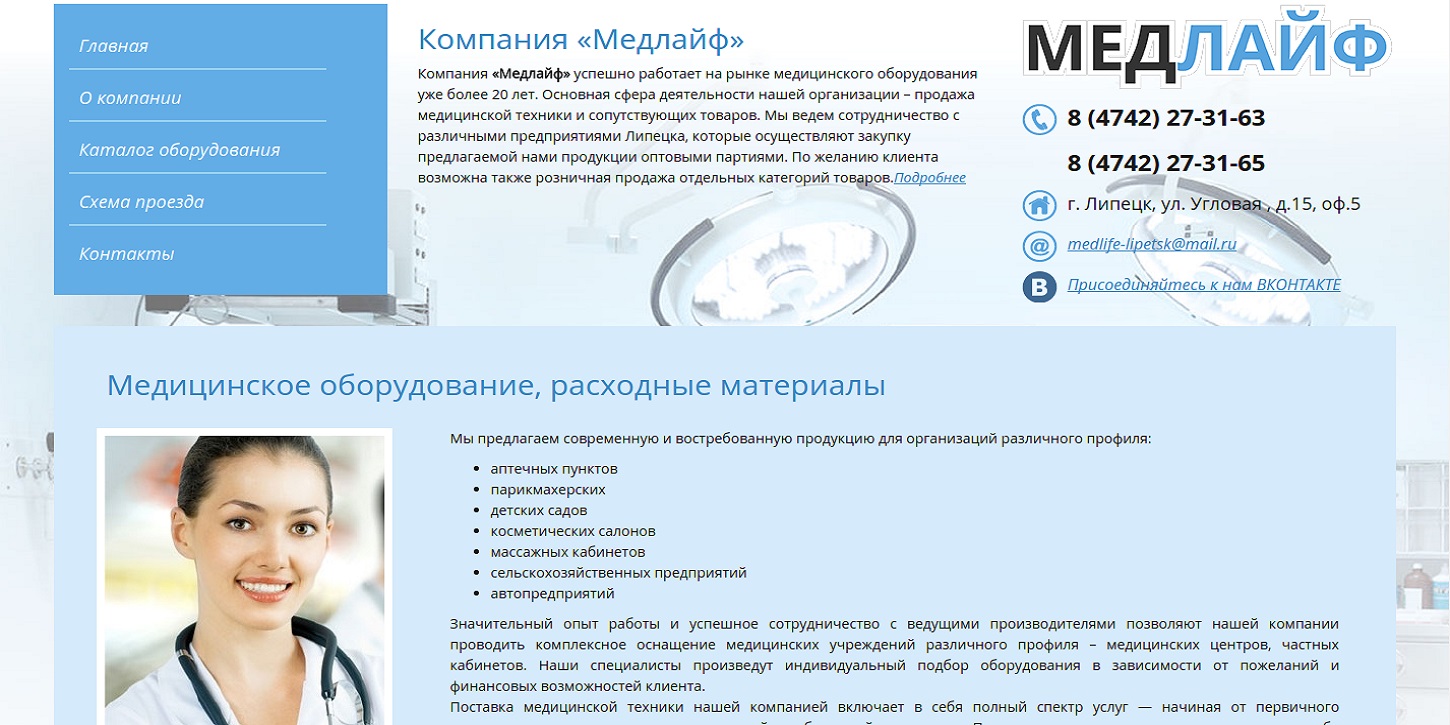 Главная
О компании
Каталог оборудования
Схема проезда
Контакты
Компания «Медлайф»
Компания «Медлайф» успешно работает на рынке медицинского оборудования
уже более 20 лет. Основная сфера деятельности нашей организации – продажа
медицинской техники и сопутствующих товаров. Мы ведем сотрудничество с
различными предприятиями Липецка, которые осуществляют закупку
предлагаемой нами продукции оптовыми партиями. По желанию клиента
возможна также розничная продажа отдельных категорий товаров.Подробнее
МЕДЛАЙФ
8 (4742) 27-31-63
8 (4742) 27-31-65
г. Липецк, ул. Угловая , д.15, оф.5
@ medlife-lipetsk@mail.ru
В Присоединяйтесь к нам ВКОНТАКТЕ
Медицинское оборудование, расходные материалы
Мы предлагаем современную и востребованную продукцию для организаций различного профиля:
• аптечных пунктов
• парикмахерских
• детских садов
• косметических салонов
• массажных кабинетов
• сельскохозяйственных предприятий
• автопредприятий
Значительный опыт работы и успешное сотрудничество с ведущими производителями позволяют нашей компании
проводить комплексное оснащение медицинских учреждений различного профиля – медицинских центров, частных
кабинетов. Наши специалисты произведут индивидуальный подбор оборудования в зависимости от пожеланий и
финансовых возможностей клиента.
Поставка медицинской техники нашей компанией включает в себя полный спектр услуг — начиная от первичного